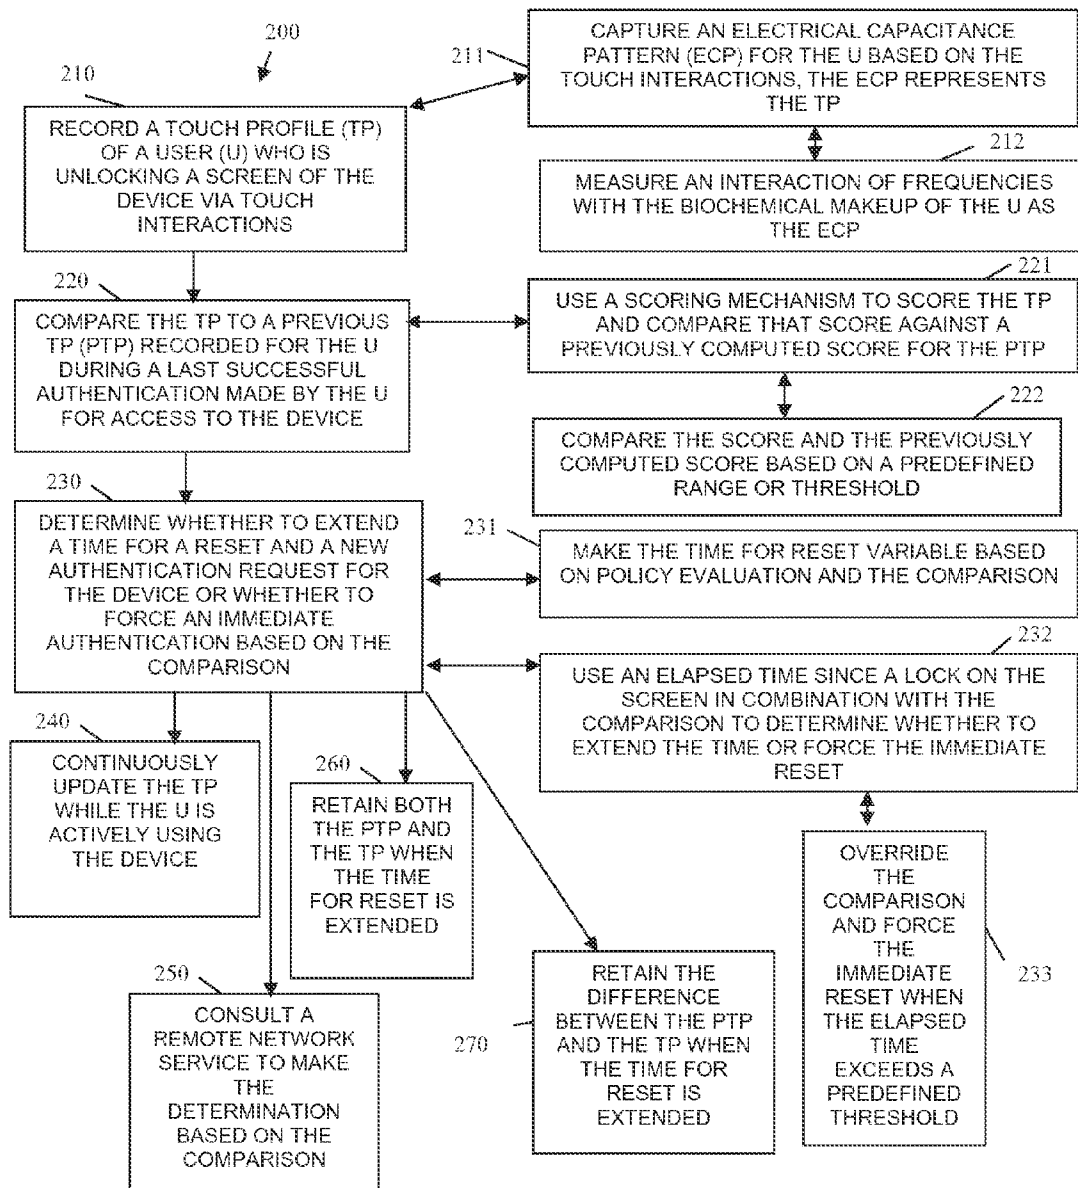 200
210
RECORD A TOUCH PROFILE (TP)
OF A USER (U) WHO IS
UNLOCKING A SCREEN OF THE
DEVICE VIA TOUCH
INTERACTIONS
211
CAPTURE AN ELECTRICAL CAPACITANCE
PATTERN (ECP) FOR THE U BASED ON THE
TOUCH INTERACTIONS, THE ECP REPRESENTS
THE TP
212
MEASURE AN INTERACTION OF FREQUENCIES
WITH THE BIOCHEMICAL MAKEUP OF THE U AS
THE ECP
220
COMPARE THE TP TO A PREVIOUS
TP (PTP) RECORDED FOR THE U
DURING A LAST SUCCESSFUL
AUTHENTICATION MADE BY THE U
FOR ACCESS TO THE DEVICE
221
USE A SCORING MECHANISM TO SCORE THE TP
AND COMPARE THAT SCORE AGAINST A
PREVIOUSLY COMPUTED SCORE FOR THE PTP
222
COMPARE THE SCORE AND THE PREVIOUSLY
COMPUTED SCORE BASED ON A PREDEFINED
RANGE OR THRESHOLD
230
DETERMINE WHETHER TO EXTEND
A TIME FOR A RESET AND A NEW
AUTHENTICATION REQUEST FOR
THE DEVICE OR WHETHER TO
FORCE AN IMMEDIATE
AUTHENTICATION BASED ON THE
COMPARISON
231
MAKE THE TIME FOR RESET VARIABLE BASED
ON POLICY EVALUATION AND THE COMPARISON
232
USE AN ELAPSED TIME SINCE A LOCK ON THE
SCREEN IN COMBINATION WITH THE
COMPARISON TO DETERMINE WHETHER TO
EXTEND THE TIME OR FORCE THE IMMEDIATE
RESET
233
OVERRIDE
THE
COMPARISON
AND FORCE
THE
IMMEDIATE
RESET WHEN
THE ELAPSED
TIME
EXCEEDS A
PREDEFINED
THRESHOLD
240
CONTINUOUSLY
UPDATE THE TP
WHILE THE U IS
ACTIVELY USING
THE DEVICE
250
CONSULT A
REMOTE NETWORK
SERVICE TO MAKE
THE
DETERMINATION
BASED ON THE
COMPARISON
260
RETAIN BOTH
THE PTP AND
THE TP WHEN
THE TIME
FOR RESET IS
EXTENDED
270
RETAIN THE
DIFFERENCE
BETWEEN THE PTP
AND THE TP WHEN
THE TIME FOR
RESET IS
EXTENDED